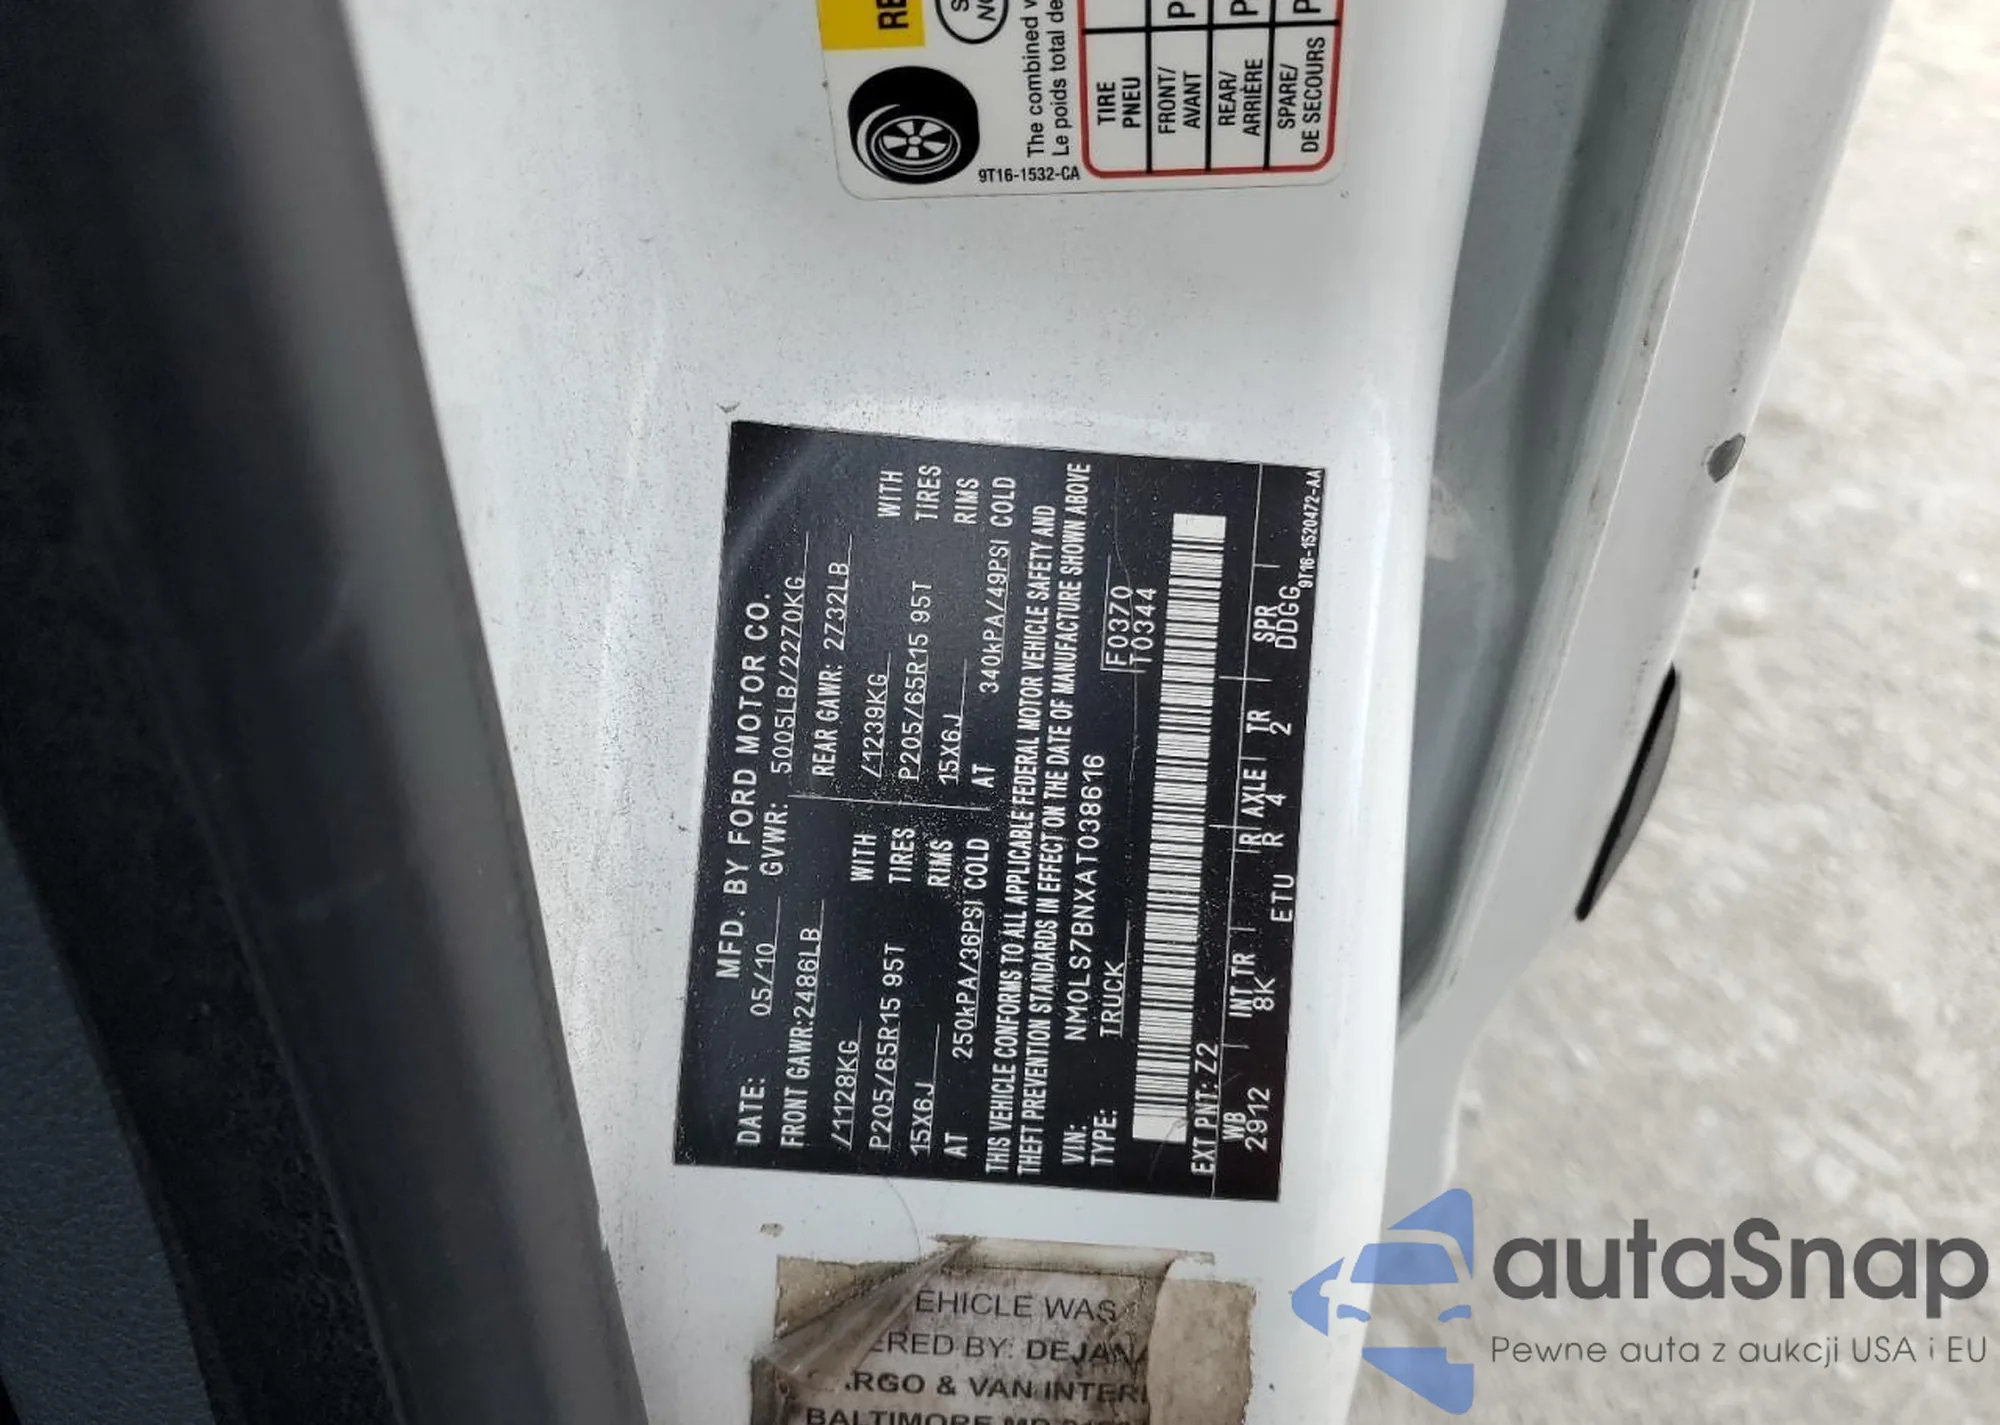 RE
The combined
Le poids total de
9T16-1532-CA
TIRE
PNEU
FRONT/
AVANT
P
REAR/
ARRIÈRE
P
SPARE/
DE SECOURS
P
MFD. BY FORD MOTOR CO.
DATE: 05/10 GVWR: 5005LB/2270KG
FRONT GAWR:2486LB REAR GAWR: 2732LB
/1128KG WITH /1239KG WITH
P205/65R15 95T TIRES P205/65R15 95T TIRES
15X6J RIMS 15X6J RIMS
AT 250kPA/36PSI COLD AT 340kPA/49PSI COLD
THIS VEHICLE CONFORMS TO ALL APPLICABLE FEDERAL MOTOR VEHICLE SAFETY AND
THEFT PREVENTION STANDARDS IN EFFECT ON THE DATE OF MANUFACTURE SHOWN ABOVE
VIN: NM0LS7BNXAT038616 F0370
TYPE: TRUCK T0344
EXT PNT: Z2
WB INT TR R AXLE TR SPR
2912 8K ETU R 4 2 DDGG
9T16-1520472-AA
EHICLE WAS
ERED BY: DEJANA
RGO & VAN INTERI
BALTIMORE MD
autoSnap
Pewne auta z aukcji USA i EU